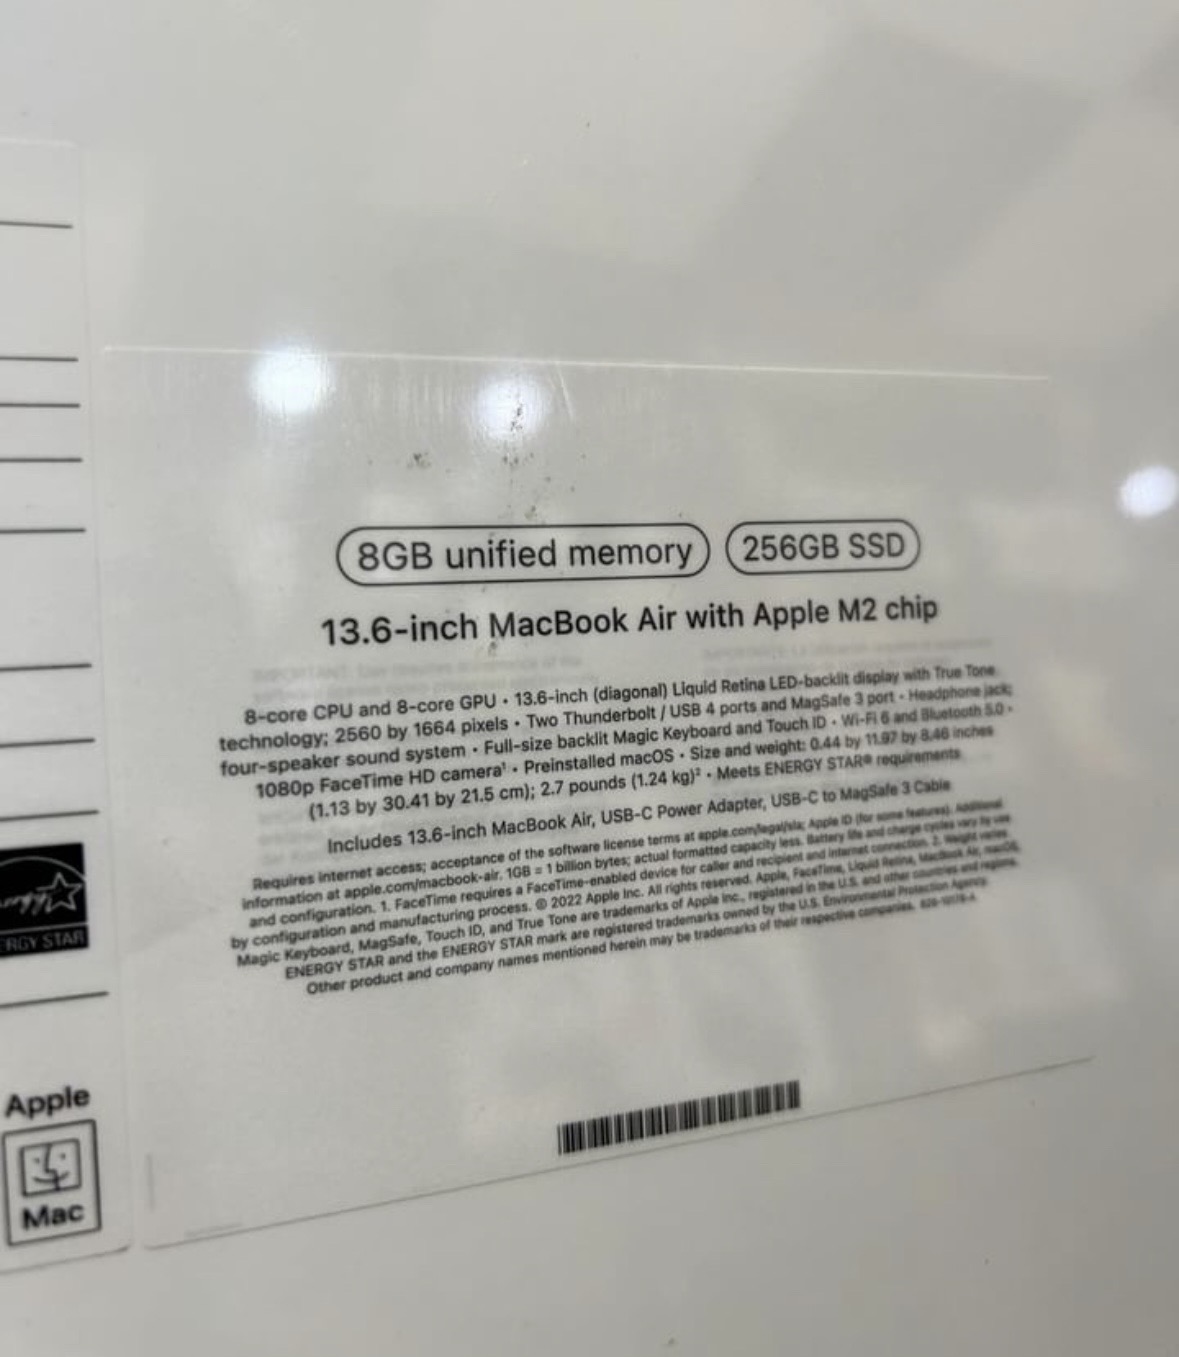 8GB unified memory 256GB SSD
13.6-inch MacBook Air with Apple M2 chip
8-core CPU and 8-core GPU • 13.6-inch (diagonal) Liquid Retina LED-backlit display with True Tone
technology; 2560 by 1664 pixels • Two Thunderbolt / USB 4 ports and MagSafe 3 port • Headphone jack;
four-speaker sound system • Full-size backlit Magic Keyboard and Touch ID • Wi-Fi 6 and Bluetooth 5.0 •
1080p FaceTime HD camera¹ • Preinstalled macOS • Size and weight: 0.44 by 11.97 by 8.46 inches
(1.13 by 30.41 by 21.5 cm); 2.7 pounds (1.24 kg)² • Meets ENERGY STAR® requirements
Includes 13.6-inch MacBook Air, USB-C Power Adapter, USB-C to MagSafe 3 Cable
Requires internet access; acceptance of the software license terms at apple.com/legal/sla; Apple ID (for some features). Additional
information at apple.com/macbook-air. 1GB = 1 billion bytes; actual formatted capacity less. Battery life and charge cycles vary by use
and configuration. 1. FaceTime requires a FaceTime-enabled device for caller and recipient and internet connection. 2. Weight varies
by configuration and manufacturing process. © 2022 Apple Inc. All rights reserved. Apple, FaceTime, Liquid Retina, MacBook Air, macOS,
Magic Keyboard, MagSafe, Touch ID, and True Tone are trademarks of Apple Inc., registered in the U.S. and other countries and regions.
ENERGY STAR and the ENERGY STAR mark are registered trademarks owned by the U.S. Environmental Protection Agency.
Other product and company names mentioned herein may be trademarks of their respective companies.
ERGY STAR
Apple
Mac